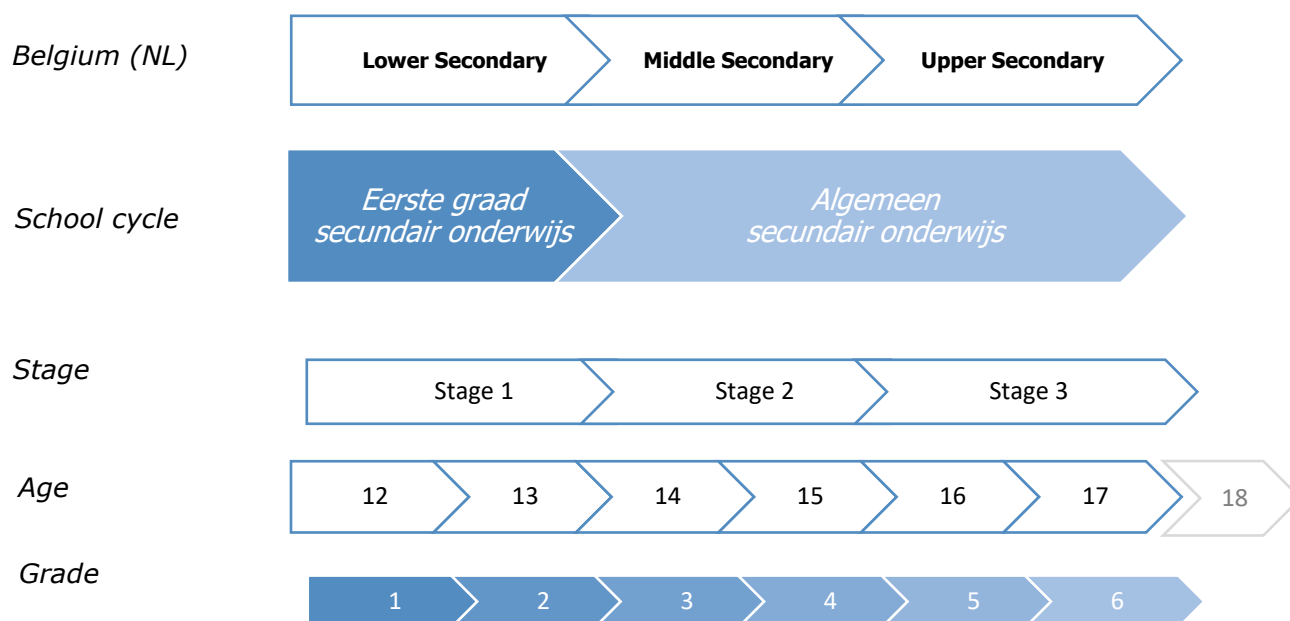 Belgium (NL)
Lower Secondary
Middle Secondary
Upper Secondary
School cycle
Eerste graad
secundair onderwijs
Algemeen
secundair onderwijs
Stage
Stage 1
Stage 2
Stage 3
Age
12
13
14
15
16
17
18
Grade
1
2
3
4
5
6